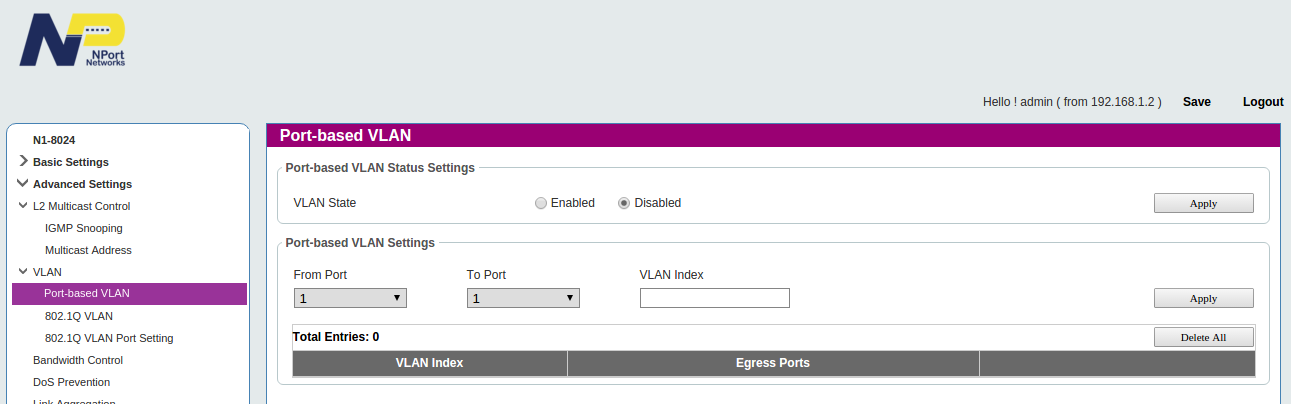 NPort
Networks
Hello ! admin ( from 192.168.1.2 ) Save Logout
N1-8024
Basic Settings
Advanced Settings
L2 Multicast Control
IGMP Snooping
Multicast Address
VLAN
Port-based VLAN
802.1Q VLAN
802.1Q VLAN Port Setting
Bandwidth Control
DoS Prevention
Link Aggregation
Port-based VLAN
Port-based VLAN Status Settings
VLAN State Enabled Disabled Apply
Port-based VLAN Settings
From Port To Port VLAN Index
1 1 Apply
Total Entries: 0 Delete All
VLAN Index Egress Ports